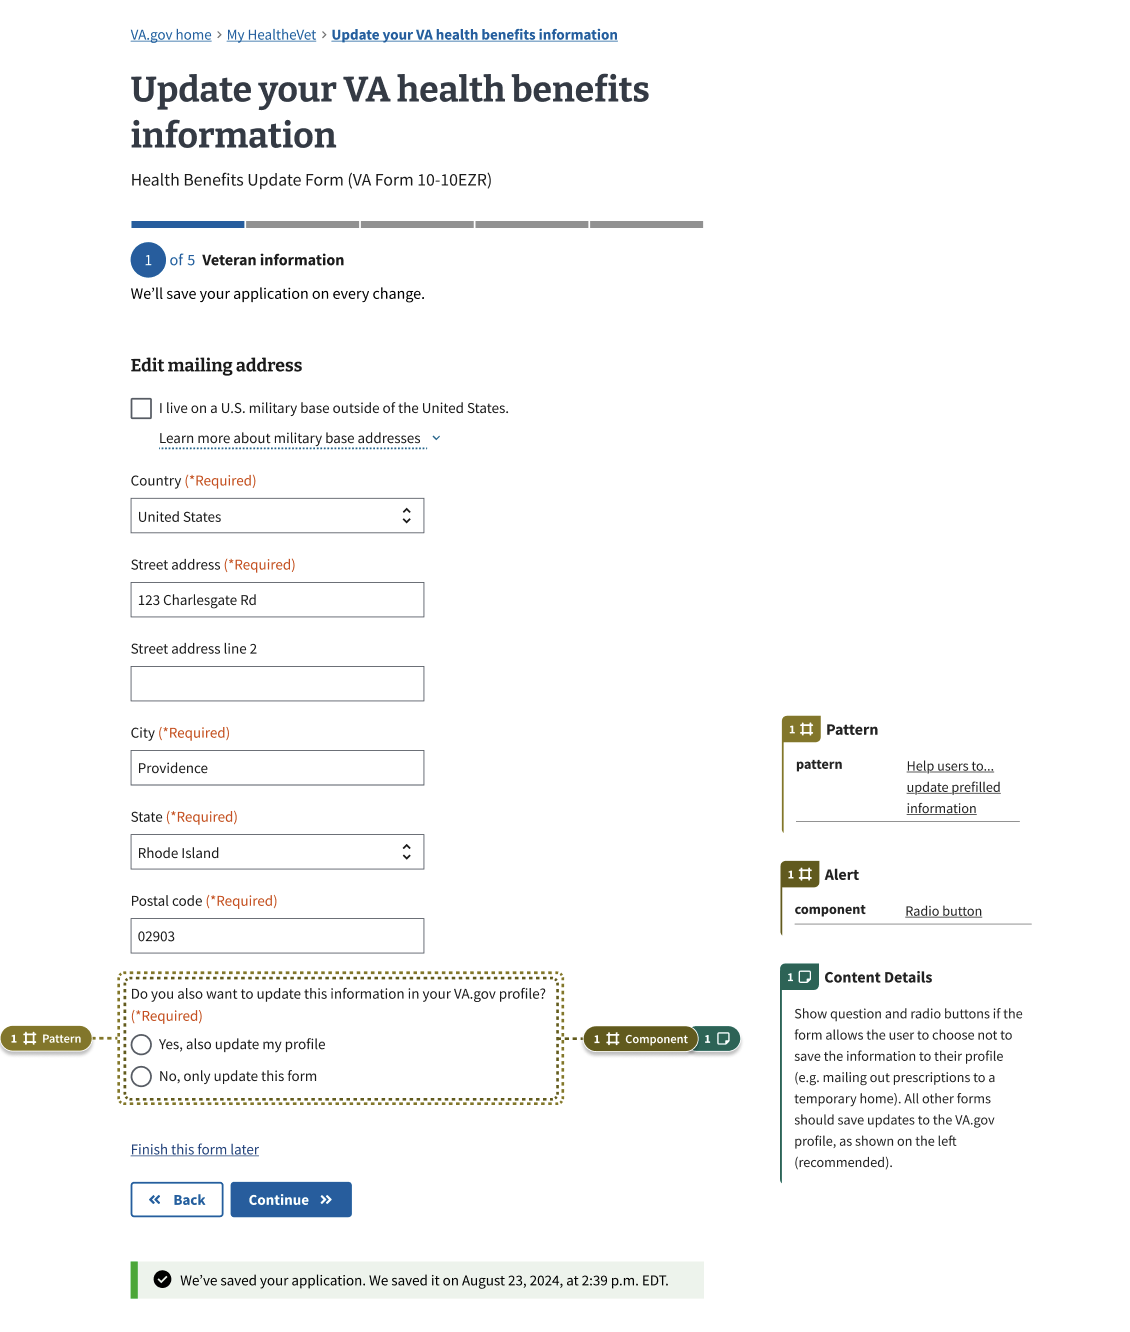 VA.gov home › My HealtheVet › Update your VA health benefits information
Update your VA health benefits
information
Health Benefits Update Form (VA Form 10-10EZR)
1 of 5 Veteran information
We’ll save your application on every change.
Edit mailing address
I live on a U.S. military base outside of the United States.
Learn more about military base addresses
Country (*Required)
United States
Street address (*Required)
123 Charlesgate Rd
Street address line 2
City (*Required)
Providence
State (*Required)
Rhode Island
Postal code (*Required)
02903
Do you also want to update this information in your VA.gov profile?
(*Required)
Yes, also update my profile
No, only update this form
1 Pattern
1 Component 1
Finish this form later
Back Continue
We’ve saved your application. We saved it on August 23, 2024, at 2:39 p.m. EDT.
1 Pattern
pattern Help users to...
update prefilled
information
1 Alert
component Radio button
1 Content Details
Show question and radio buttons if the
form allows the user to choose not to
save the information to their profile
(e.g. mailing out prescriptions to a
temporary home). All other forms
should save updates to the VA.gov
profile, as shown on the left
(recommended).